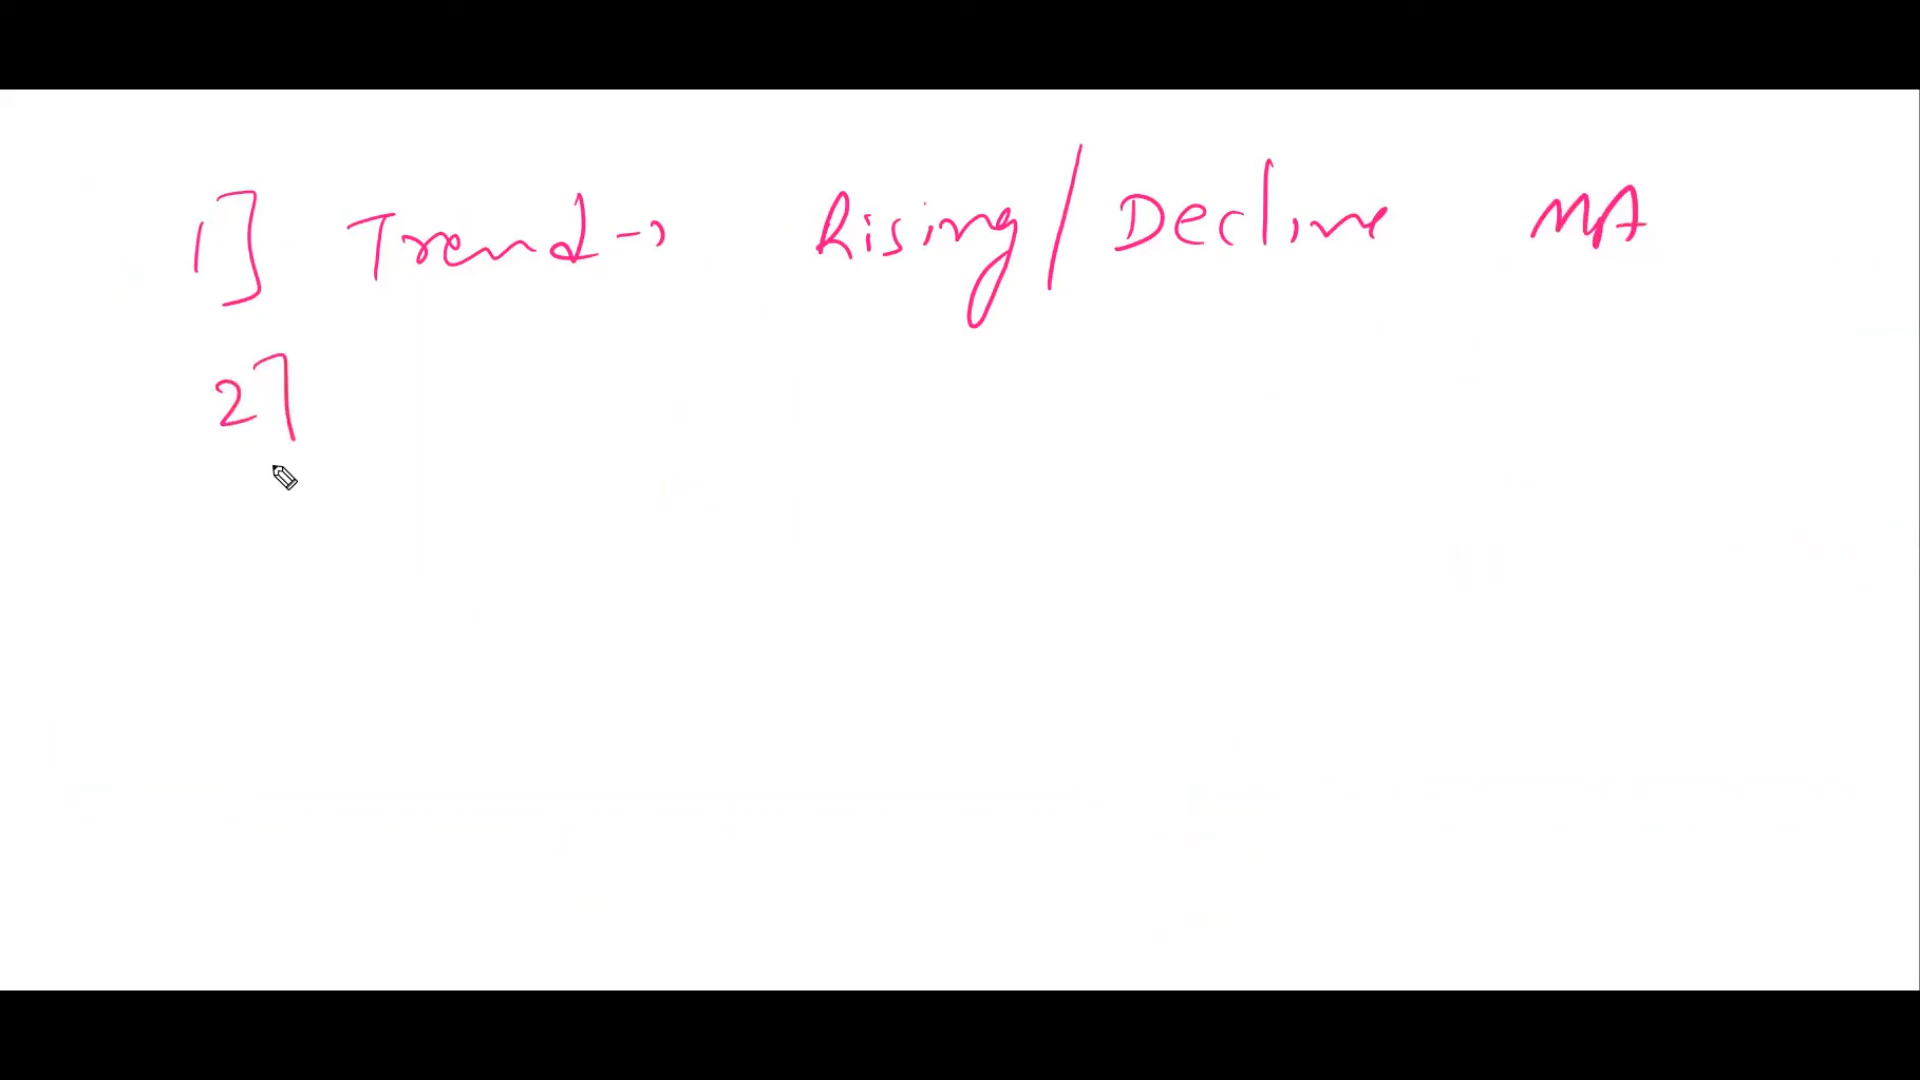 1] Trend → Rising/Decline MA
2]